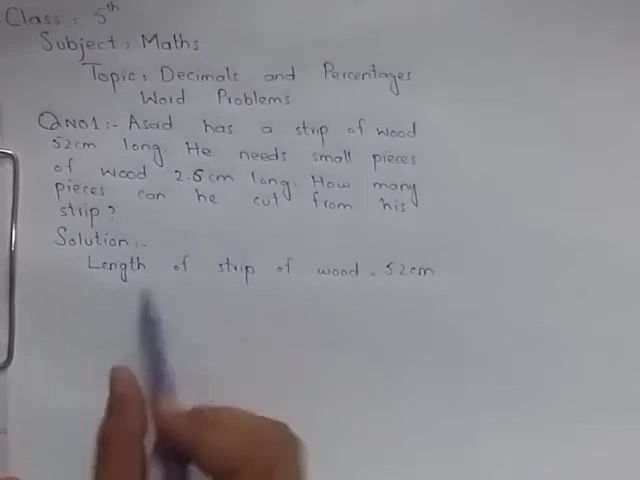 Class : 5th
Subject : Maths
Topic : Decimals and Percentages
Word Problems
Q NO1 :- Asad has a strip of wood
52cm long. He needs small pieces
of wood 2.6cm long. How many
pieces can he cut from his
strip?
Solution :-
Length of strip of wood = 52cm